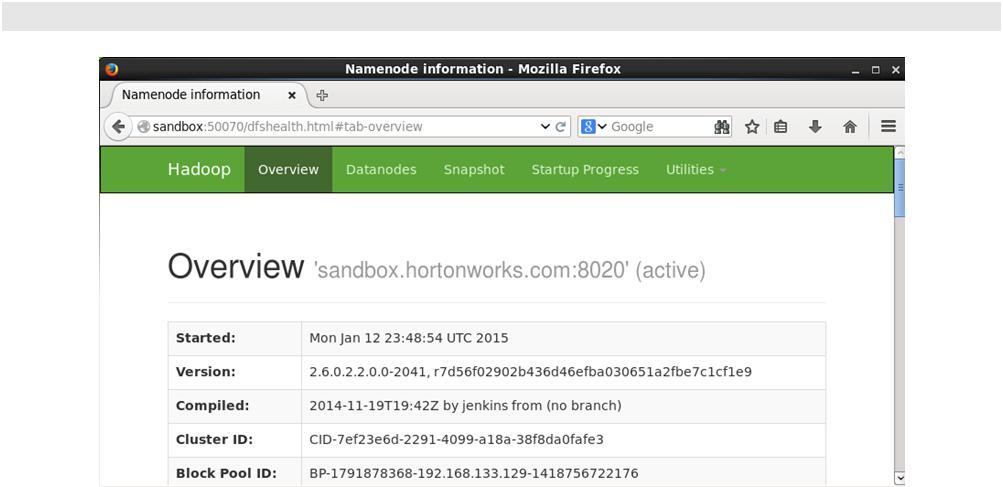 Namenode information - Mozilla Firefox
Namenode information
sandbox:50070/dfshealth.html#tab-overview
Google
Hadoop Overview Datanodes Snapshot Startup Progress Utilities
Overview 'sandbox.hortonworks.com:8020' (active)
Started: Mon Jan 12 23:48:54 UTC 2015
Version: 2.6.0.2.2.0.0-2041, r7d56f02902b436d46efba030651a2fbe7c1cf1e9
Compiled: 2014-11-19T19:42Z by jenkins from (no branch)
Cluster ID: CID-7ef23e6d-2291-4099-a18a-38f8da0fafe3
Block Pool ID: BP-1791878368-192.168.133.129-1418756722176